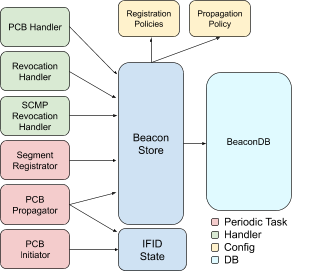 PCB Handler
Revocation
Handler
SCMP
Revocation
Handler
Segment
Registrator
PCB
Propagator
PCB
Initiator
Registration
Policies
Propagation
Policy
Beacon
Store
IFID
State
BeaconDB
Periodic Task
Handler
Config
DB